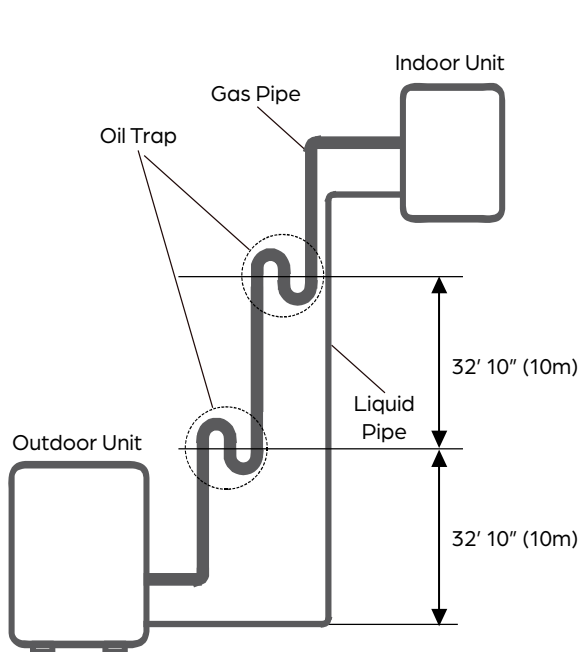 Indoor Unit
Gas Pipe
Oil Trap
32′ 10″ (10m)
Liquid
Pipe
Outdoor Unit
32′ 10″ (10m)